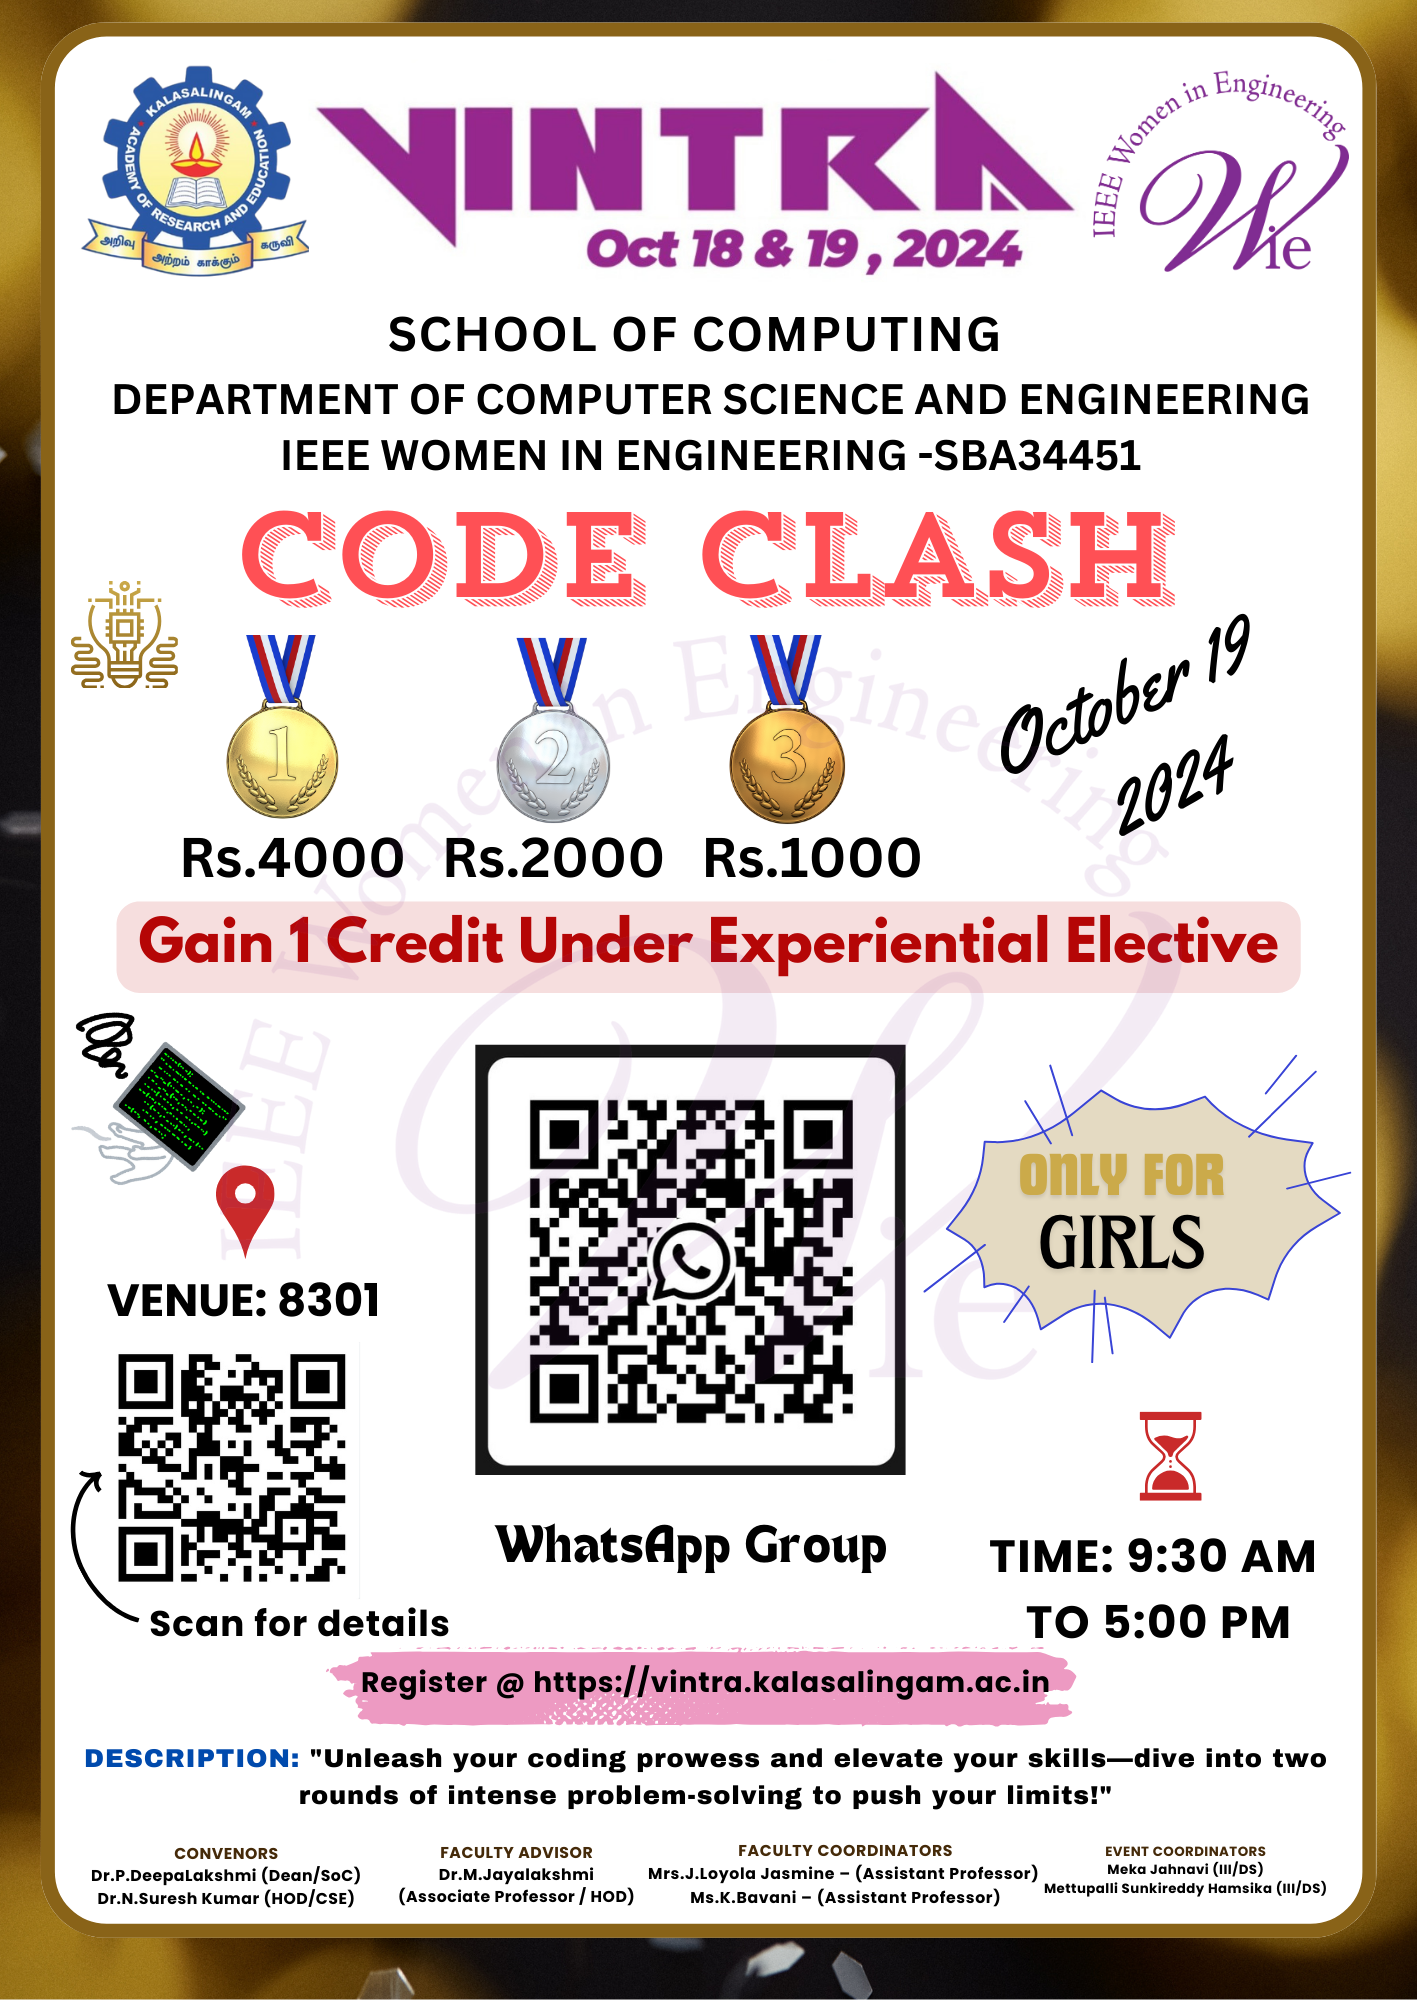 KALASALINGAM
ACADEMY OF RESEARCH AND EDUCATION
அறிவு
அற்றம் காக்கும்
கருவி
VINTRA
Oct 18 & 19 , 2024
IEEE Women in Engineering
Wie
SCHOOL OF COMPUTING
DEPARTMENT OF COMPUTER SCIENCE AND ENGINEERING
IEEE WOMEN IN ENGINEERING -SBA34451
CODE CLASH
1
2
3
October 19
2024
Rs.4000 Rs.2000 Rs.1000
Gain 1 Credit Under Experiential Elective
IEEE Women in Engineering
Wie
ONLY FOR
GIRLS
VENUE: 8301
Scan for details
WhatsApp Group
TIME: 9:30 AM
TO 5:00 PM
Register @ https://vintra.kalasalingam.ac.in
DESCRIPTION: "Unleash your coding prowess and elevate your skills—dive into two
rounds of intense problem-solving to push your limits!"
CONVENORS
Dr.P.DeepaLakshmi (Dean/SoC)
Dr.N.Suresh Kumar (HOD/CSE)
FACULTY ADVISOR
Dr.M.Jayalakshmi
(Associate Professor / HOD)
FACULTY COORDINATORS
Mrs.J.Loyola Jasmine – (Assistant Professor)
Ms.K.Bavani – (Assistant Professor)
EVENT COORDINATORS
Meka Jahnavi (III/DS)
Mettupalli Sunkireddy Hamsika (III/DS)